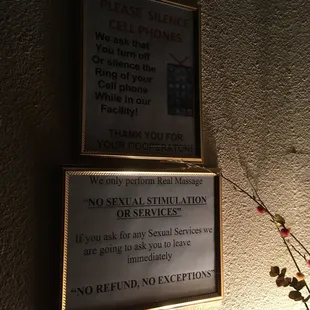 PLEASE SILENCE
CELL PHONES
We ask that
You turn off
Or silence the
Ring of your
Cell phone
While in our
Facility!
THANK YOU FOR
YOUR POOPERATON!
We only perform Real Massage
"NO SEXUAL STIMULATION
OR SERVICES"
If you ask for any Sexual Services we
are going to ask you to leave
immediately
"NO REFUND, NO EXCEPTIONS"